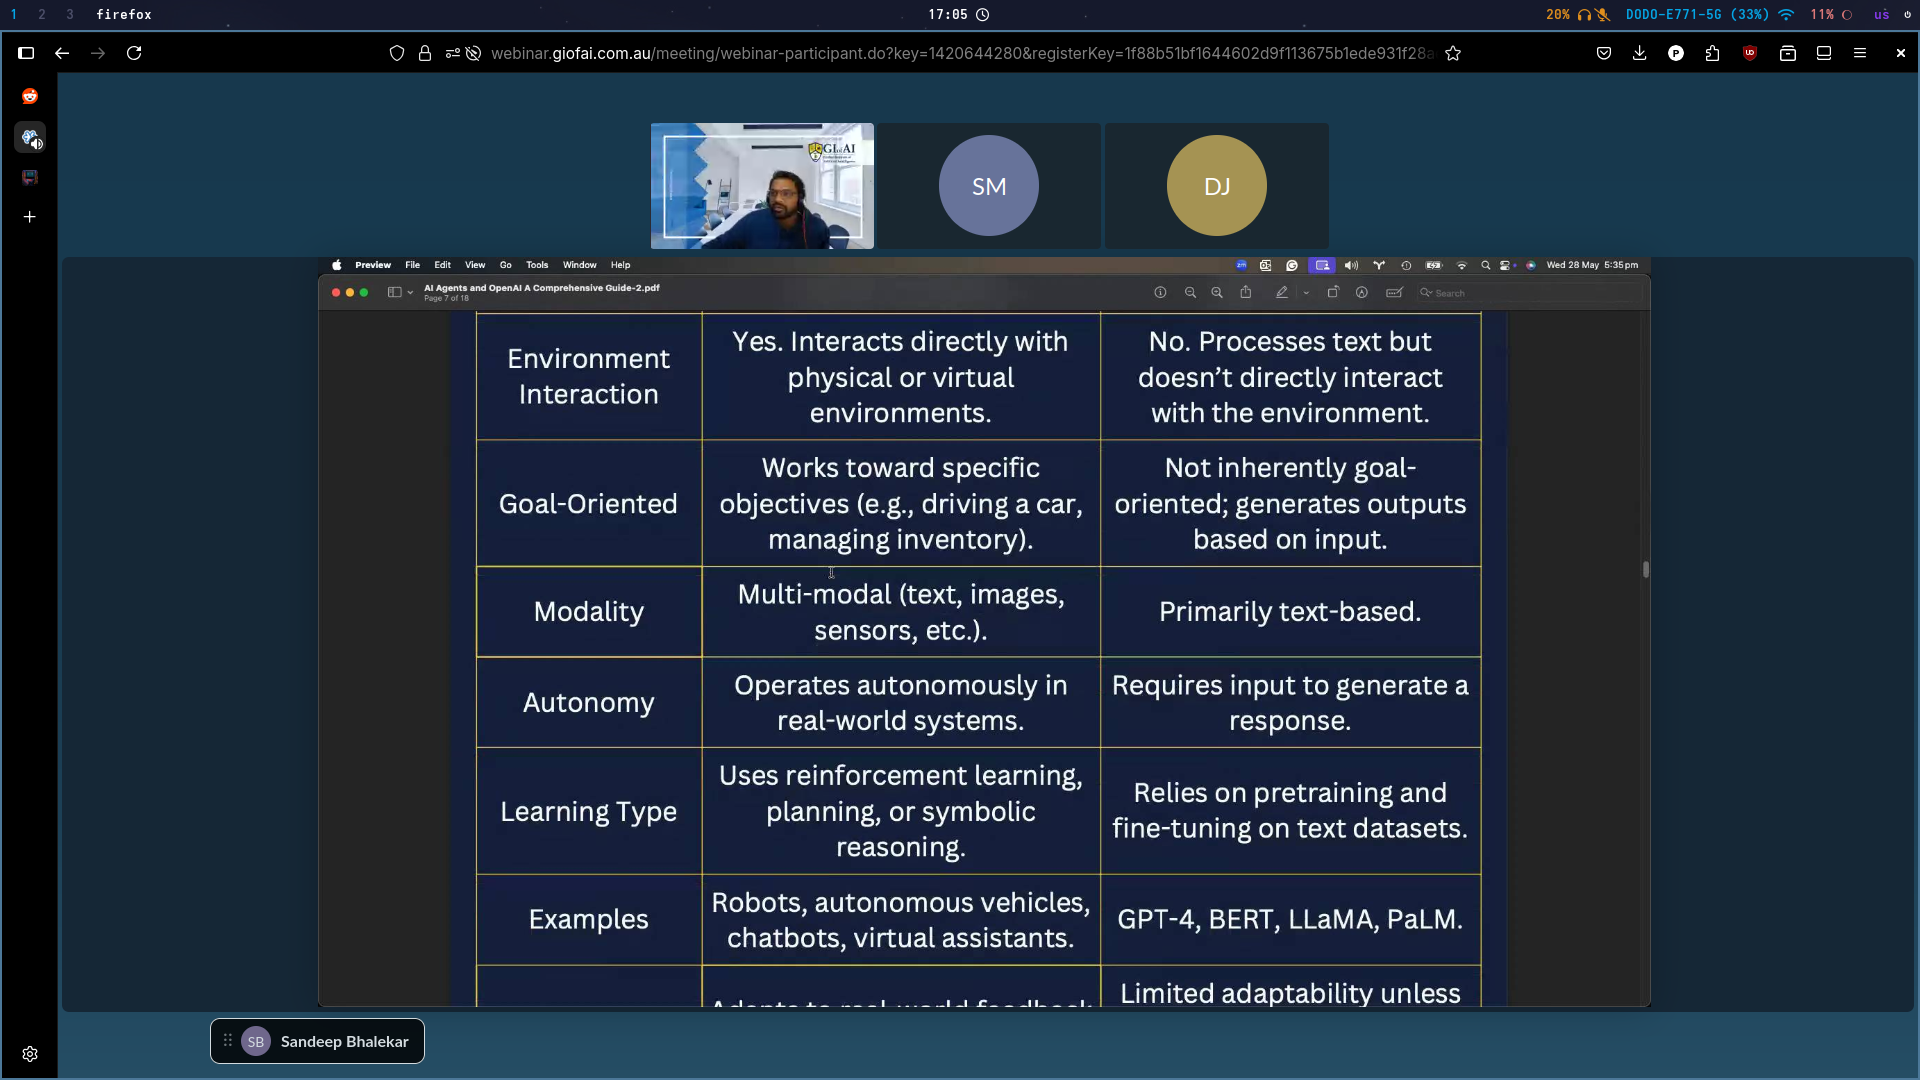 1 2 3 firefox 17:05 20% DODO-E771-5G (33%) 11% us
webinar.giofai.com.au/meeting/webinar-participant.do?key=1420644280&registerKey=1f88b51bf1644602d9f113675b1ede931f28a
GIofAI
SM
DJ
Preview File Edit View Go Tools Window Help Wed 28 May 5:35pm
AI Agents and OpenAI A Comprehensive Guide-2.pdf
Page 7 of 18
Search
Environment
Interaction
Yes. Interacts directly with
physical or virtual
environments.
No. Processes text but
doesn’t directly interact
with the environment.
Goal-Oriented
Works toward specific
objectives (e.g., driving a car,
managing inventory).
Not inherently goal-
oriented; generates outputs
based on input.
Modality
Multi-modal (text, images,
sensors, etc.).
Primarily text-based.
Autonomy
Operates autonomously in
real-world systems.
Requires input to generate a
response.
Learning Type
Uses reinforcement learning,
planning, or symbolic
reasoning.
Relies on pretraining and
fine-tuning on text datasets.
Examples
Robots, autonomous vehicles,
chatbots, virtual assistants.
GPT-4, BERT, LLaMA, PaLM.
Adapts to real-world feedback
Limited adaptability unless
SB Sandeep Bhalekar